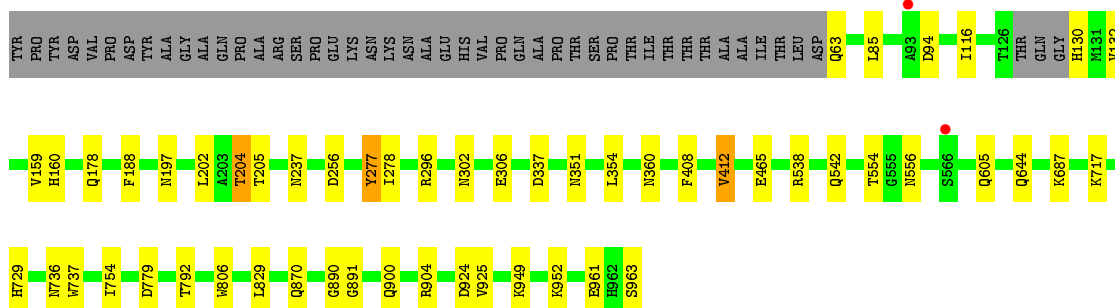 TYR PRO TYR ASP VAL PRO ASP TYR ALA GLY ALA GLN PRO ALA ARG SER PRO GLU LYS ASN LYS ASN ALA GLU HIS VAL PRO GLN ALA PRO THR SER PRO THR ILE THR THR THR ALA ALA ILE THR LEU ASP Q63 L85 A93 D94 I116 T126 THR GLN GLY H130 M131 V132
V159 H160 Q178 F188 N197 L202 A203 T204 T205 N237 D256 Y277 I278 R296 N302 E306 D337 N351 L354 N360 F408 V412 E465 R538 Q542 T554 G555 N556 S566 Q605 Q644 K687 K717
H729 N736 W737 I754 D779 T792 W806 L829 Q870 G890 G891 Q900 R904 D924 V925 K949 K952 E961 H962 S963